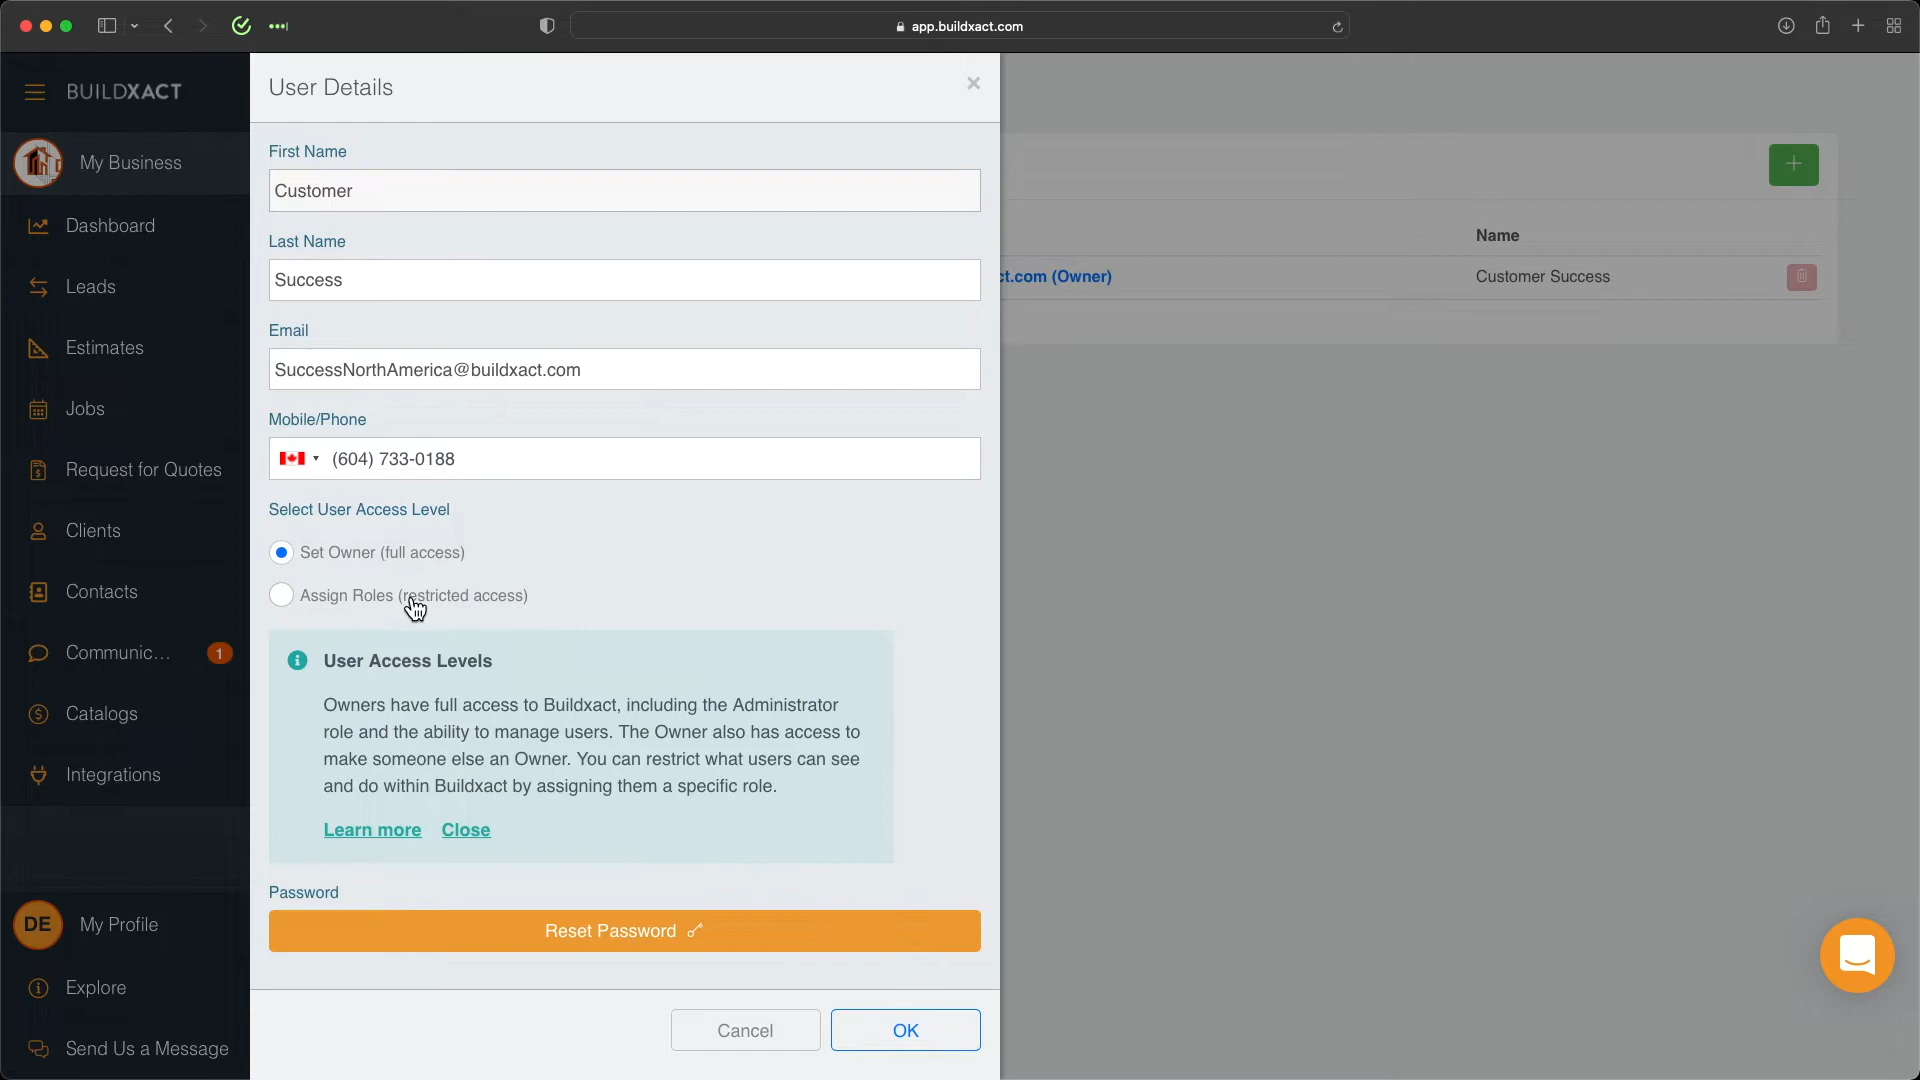 app.buildxact.com
BUILDXACT
My Business
Dashboard
Leads
Estimates
Jobs
Request for Quotes
Clients
Contacts
Communic...
1
Catalogs
Integrations
DE
My Profile
Explore
Send Us a Message
User Details
×
First Name
Customer
Last Name
Success
Email
SuccessNorthAmerica@buildxact.com
Mobile/Phone
(604) 733-0188
Select User Access Level
Set Owner (full access)
Assign Roles (restricted access)
User Access Levels
Owners have full access to Buildxact, including the Administrator
role and the ability to manage users. The Owner also has access to
make someone else an Owner. You can restrict what users can see
and do within Buildxact by assigning them a specific role.
Learn more Close
Password
Reset Password
Cancel OK
+
Name
ct.com (Owner) Customer Success